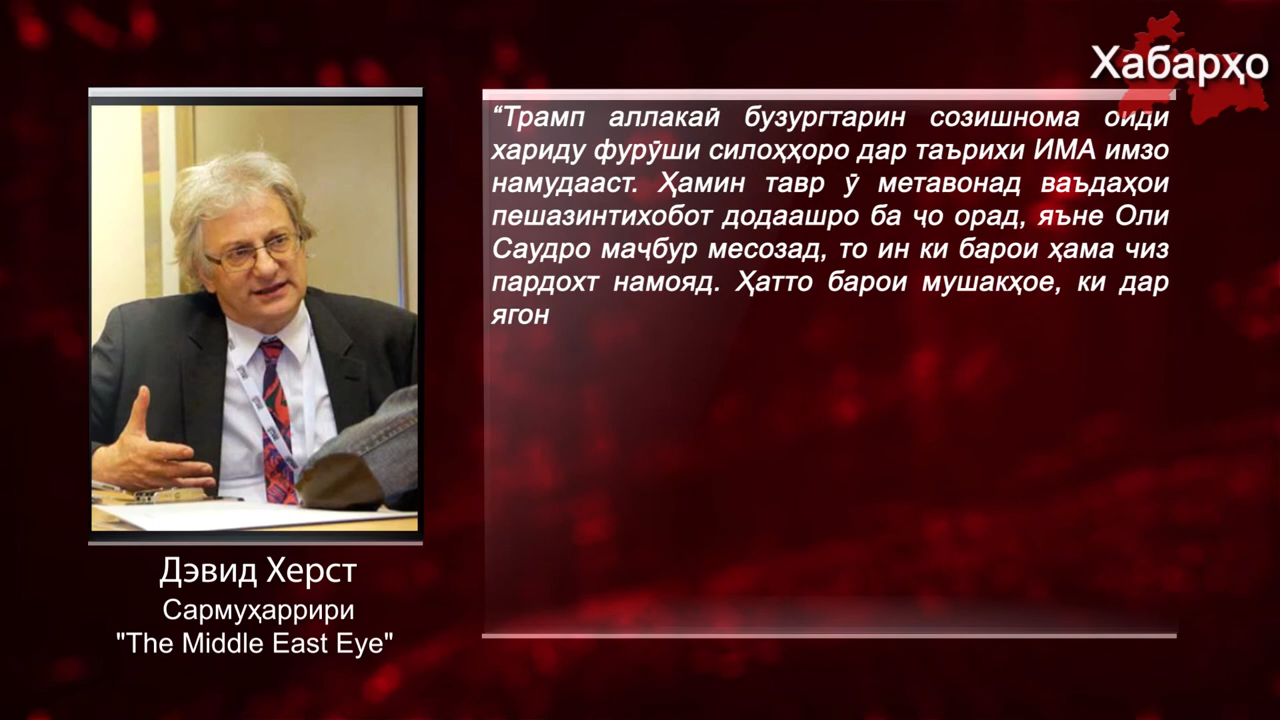 Хабарҳо
“Трамп аллакай бузургтарин созишнома оиди
хариду фурӯши силоҳҳоро дар таърихи ИМА имзо
намудааст. Ҳамин тавр ӯ метавонад ваъдаҳои
пешазинтихобот додаашро ба ҷо орад, яъне Оли
Саудро маҷбур месозад, то ин ки барои ҳама чиз
пардохт намояд. Ҳатто барои мушакҳое, ки дар
ягон
Дэвид Херст
Сармуҳаррири
"The Middle East Eye"